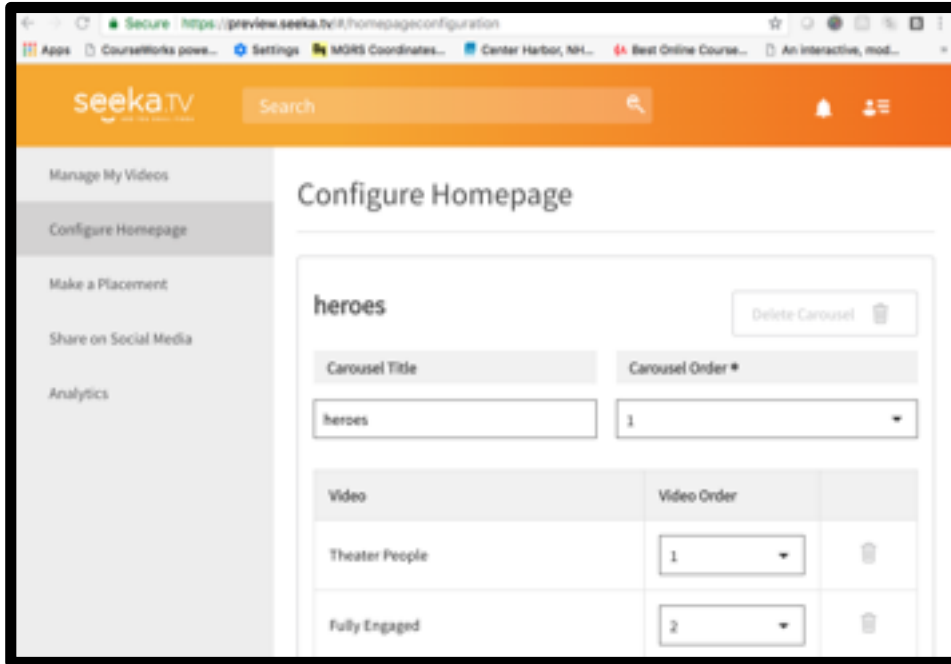 Secure https://preview.seeka.tv/#/homepageconfiguration
Apps CourseWorks powe... Settings MGRS Coordinates... Center Harbor, NH... Best Online Course... An interactive, mod... »
seeka TV
Search
Manage My Videos
Configure Homepage
Configure Homepage
Make a Placement
heroes
Delete Carousel
Share on Social Media
Carousel Title Carousel Order *
Analytics
heroes 1
Video Video Order
Theater People 1
Fully Engaged 2